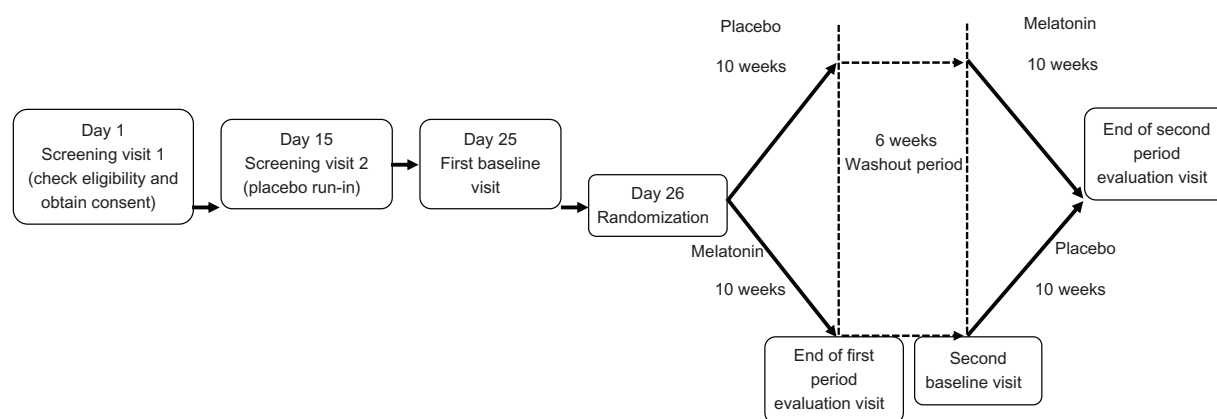 Day 1
Screening visit 1
(check eligibility and
obtain consent)
Day 15
Screening visit 2
(placebo run-in)
Day 25
First baseline
visit
Day 26
Randomization
Placebo
10 weeks
Melatonin
10 weeks
End of first
period
evaluation visit
6 weeks
Washout period
Second
baseline visit
Melatonin
10 weeks
Placebo
10 weeks
End of second
period
evaluation visit